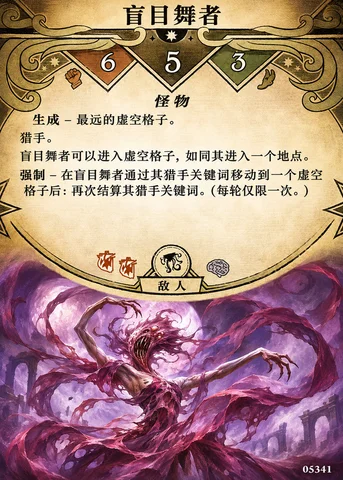 盲目舞者
6 5 3
怪物
生成 – 最远的虚空格子。
猎手。
盲目舞者可以进入虚空格子, 如同其进入一个地点。
强制 – 在盲目舞者通过其猎手关键词移动到一个虚空
格子后: 再次结算其猎手关键词。(每轮仅限一次。)
敌人
05341